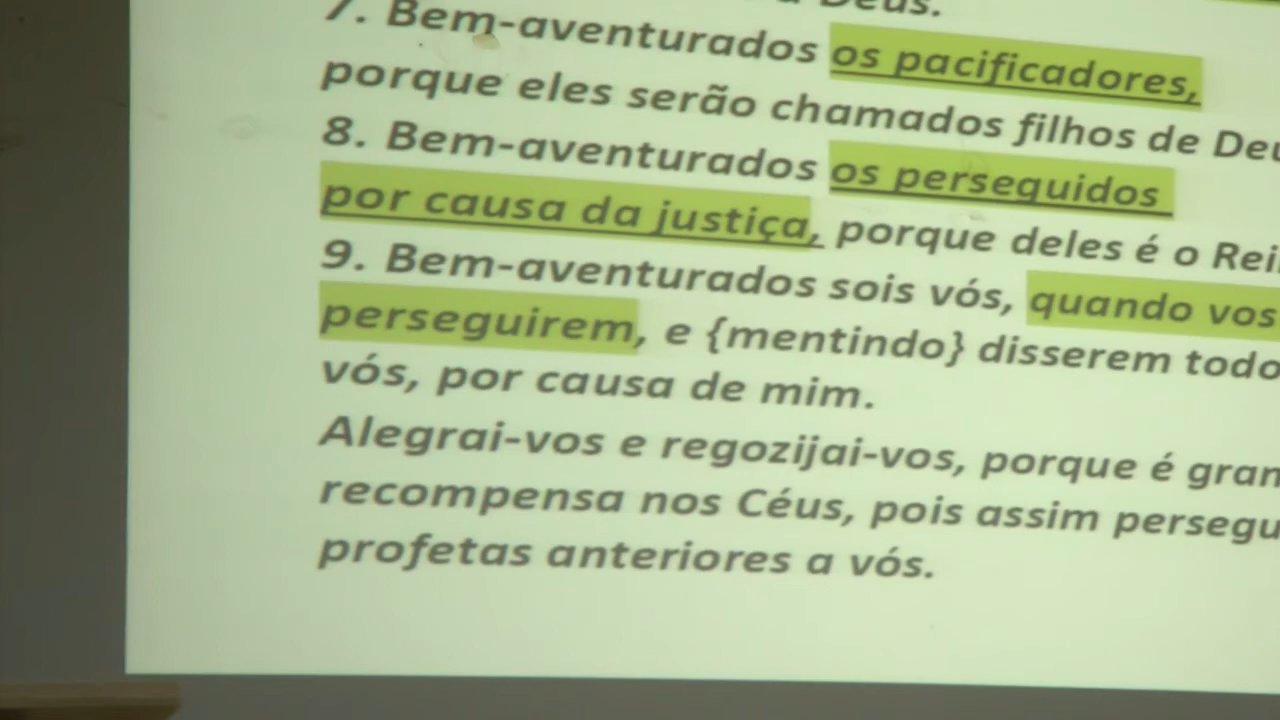 Deus.
7. Bem-aventurados os pacificadores,
porque eles serão chamados filhos de
8. Bem-aventurados os perseguidos
por causa da justiça, porque deles é o
9. Bem-aventurados sois vós, quando vos
perseguirem, e {mentindo} disserem
vós, por causa de mim.
Alegrai-vos e regozijai-vos, porque é
recompensa nos Céus, pois assim
profetas anteriores a vós.